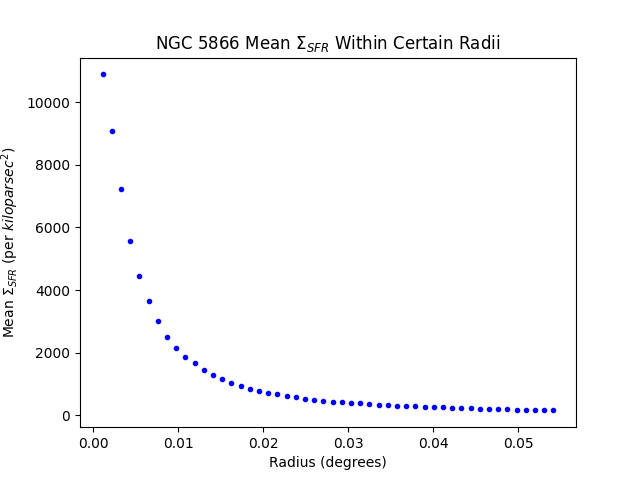 NGC 5866 Mean Σ_SFR Within Certain Radii
Mean Σ_SFR (per kiloparsec²)
10000
8000
6000
4000
2000
0
0.00 0.01 0.02 0.03 0.04 0.05
Radius (degrees)